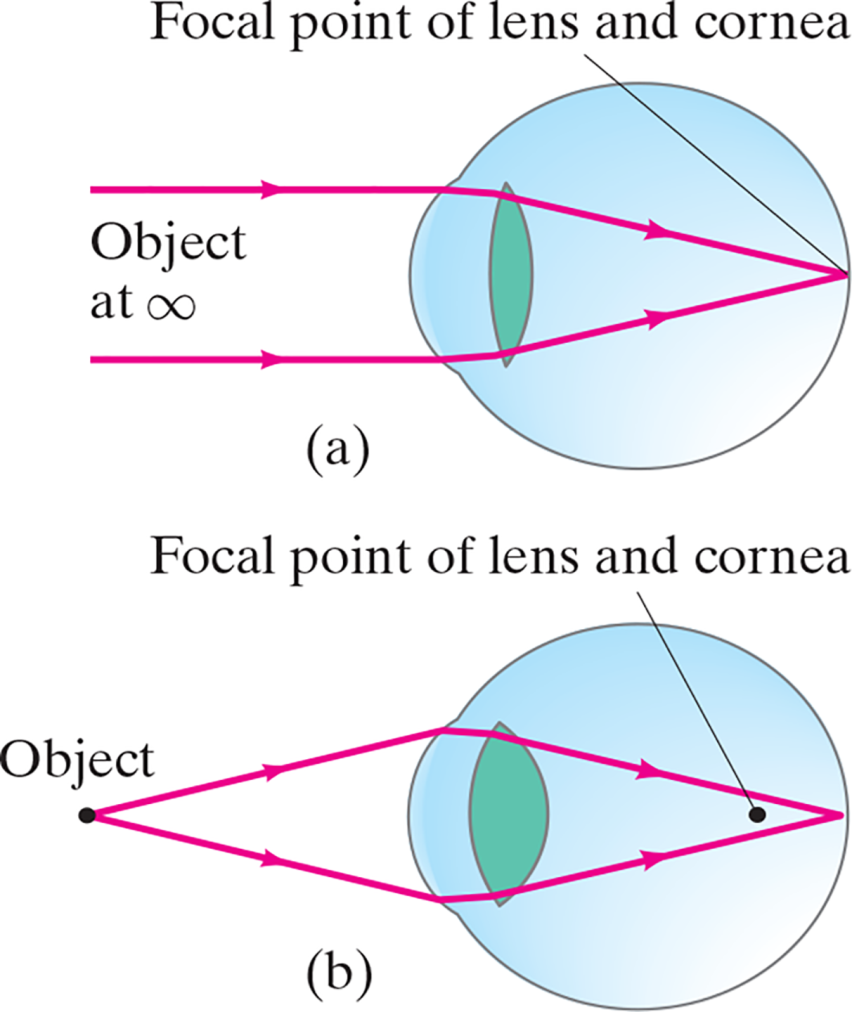 Focal point of lens and cornea
Object
at ∞
(a)
Focal point of lens and cornea
Object
(b)